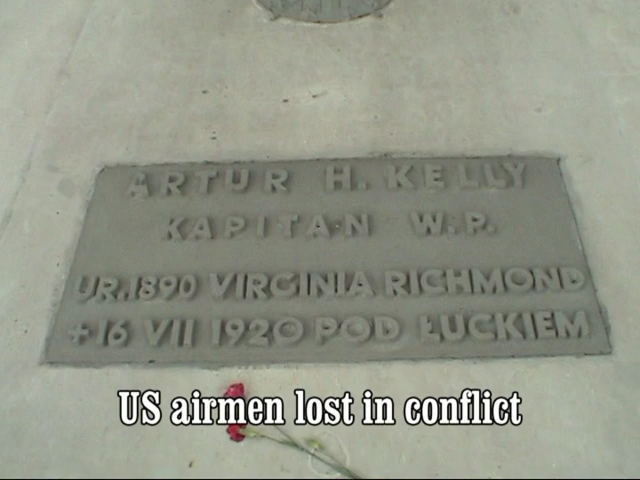 ARTUR H. KELLY
KAPITAN W.P.
UR. 1890 VIRGINIA RICHMOND
+ 16 VII 1920 POD ŁUCKIEM
US airmen lost in conflict